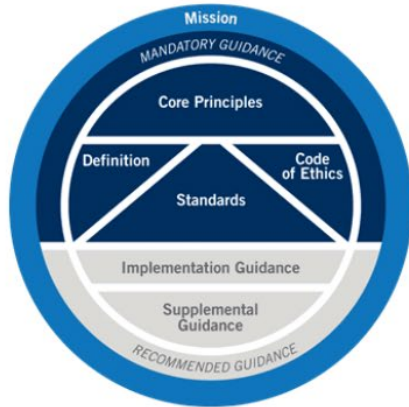 Mission
MANDATORY GUIDANCE
Core Principles
Definition
Code
of Ethics
Standards
Implementation Guidance
Supplemental
Guidance
RECOMMENDED GUIDANCE